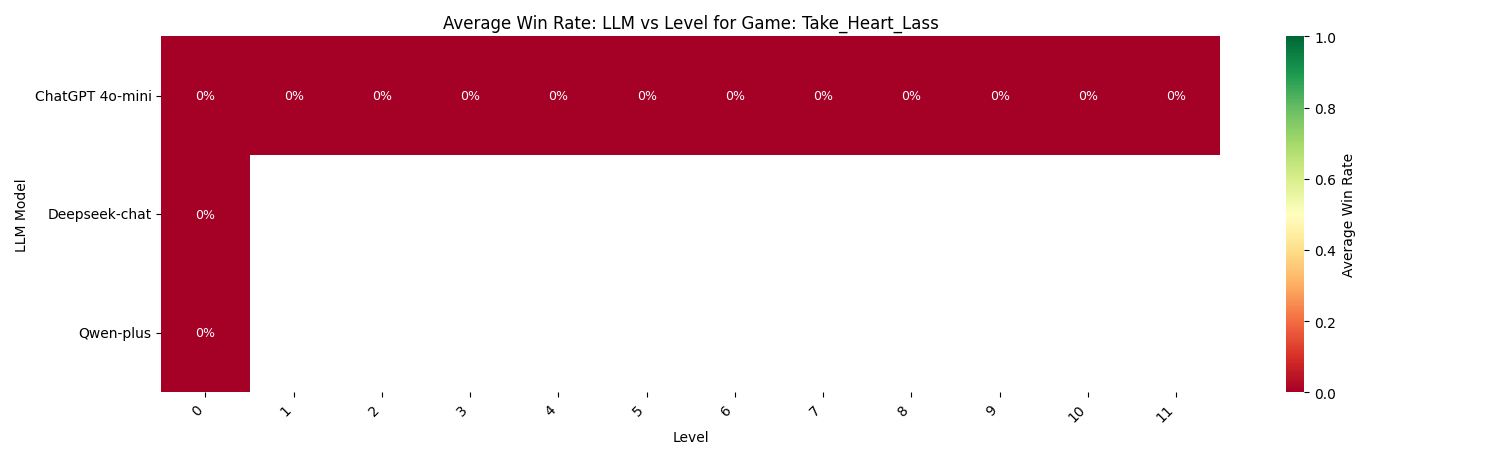 Average Win Rate: LLM vs Level for Game: Take_Heart_Lass
LLM Model
ChatGPT 4o-mini
0% 0% 0% 0% 0% 0% 0% 0% 0% 0% 0% 0%
Deepseek-chat
0%
Qwen-plus
0%
0 1 2 3 4 5 6 7 8 9 10 11
Level
1.0
0.8
0.6
0.4
0.2
0.0
Average Win Rate